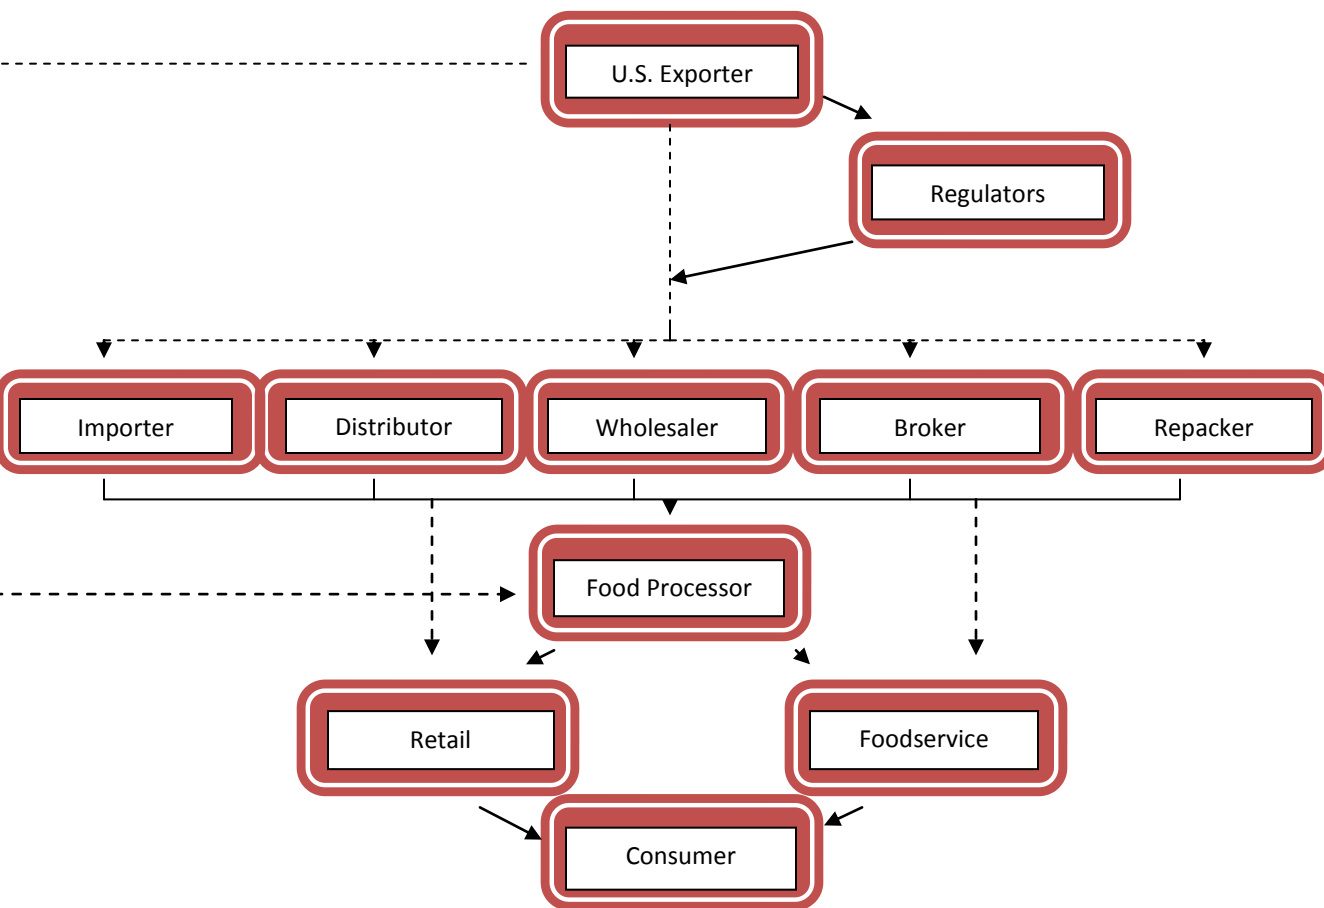 U.S. Exporter
Regulators
Importer
Distributor
Wholesaler
Broker
Repacker
Food Processor
Retail
Foodservice
Consumer